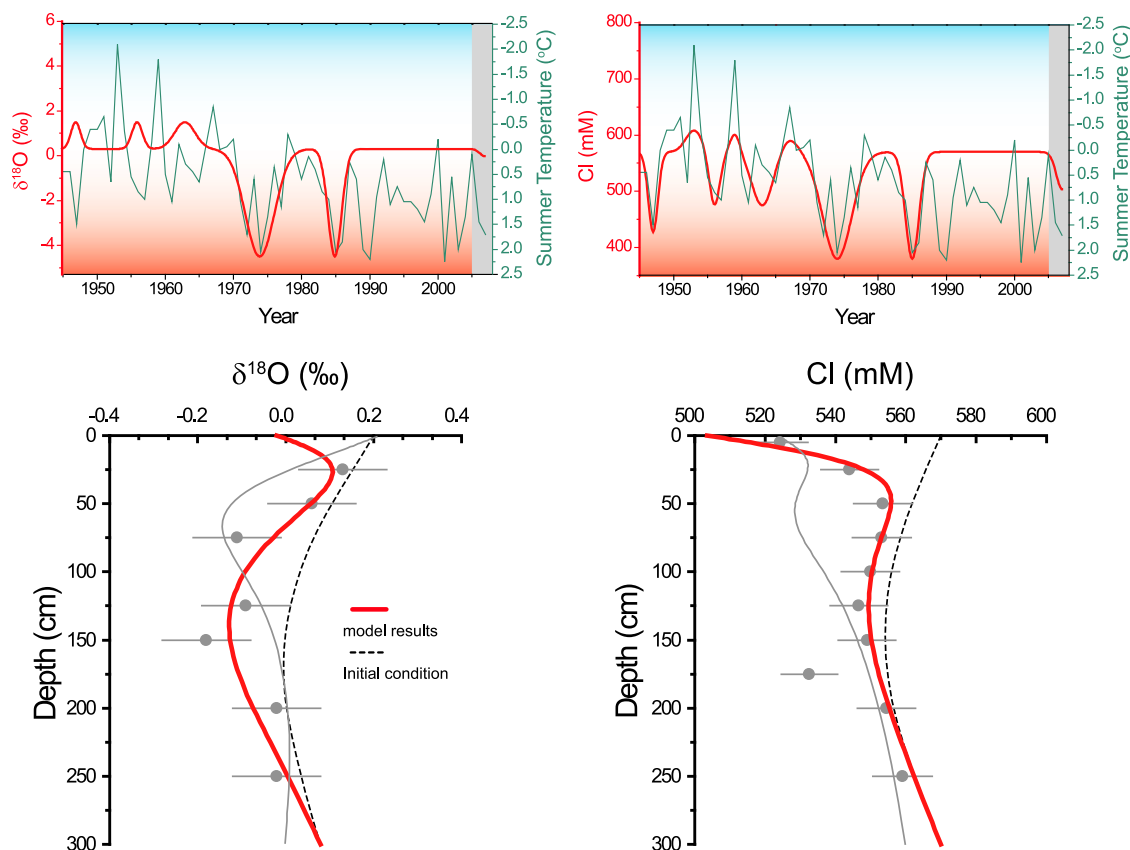 6
4
2
0
-2
-4
δ18O (‰)
-2.5
-2.0
-1.5
-1.0
-0.5
0.0
0.5
1.0
1.5
2.0
2.5
Summer Temperature (oC)
1950 1960 1970 1980 1990 2000
Year
800
700
600
500
400
Cl (mM)
-2.5
-2.0
-1.5
-1.0
-0.5
0.0
0.5
1.0
1.5
2.0
2.5
Summer Temperature (oC)
1950 1960 1970 1980 1990 2000
Year
δ18O (‰)
-0.4 -0.2 0.0 0.2 0.4
0
50
100
150
200
250
300
Depth (cm)
model results
Initial condition
Cl (mM)
500 520 540 560 580 600
0
50
100
150
200
250
300
Depth (cm)